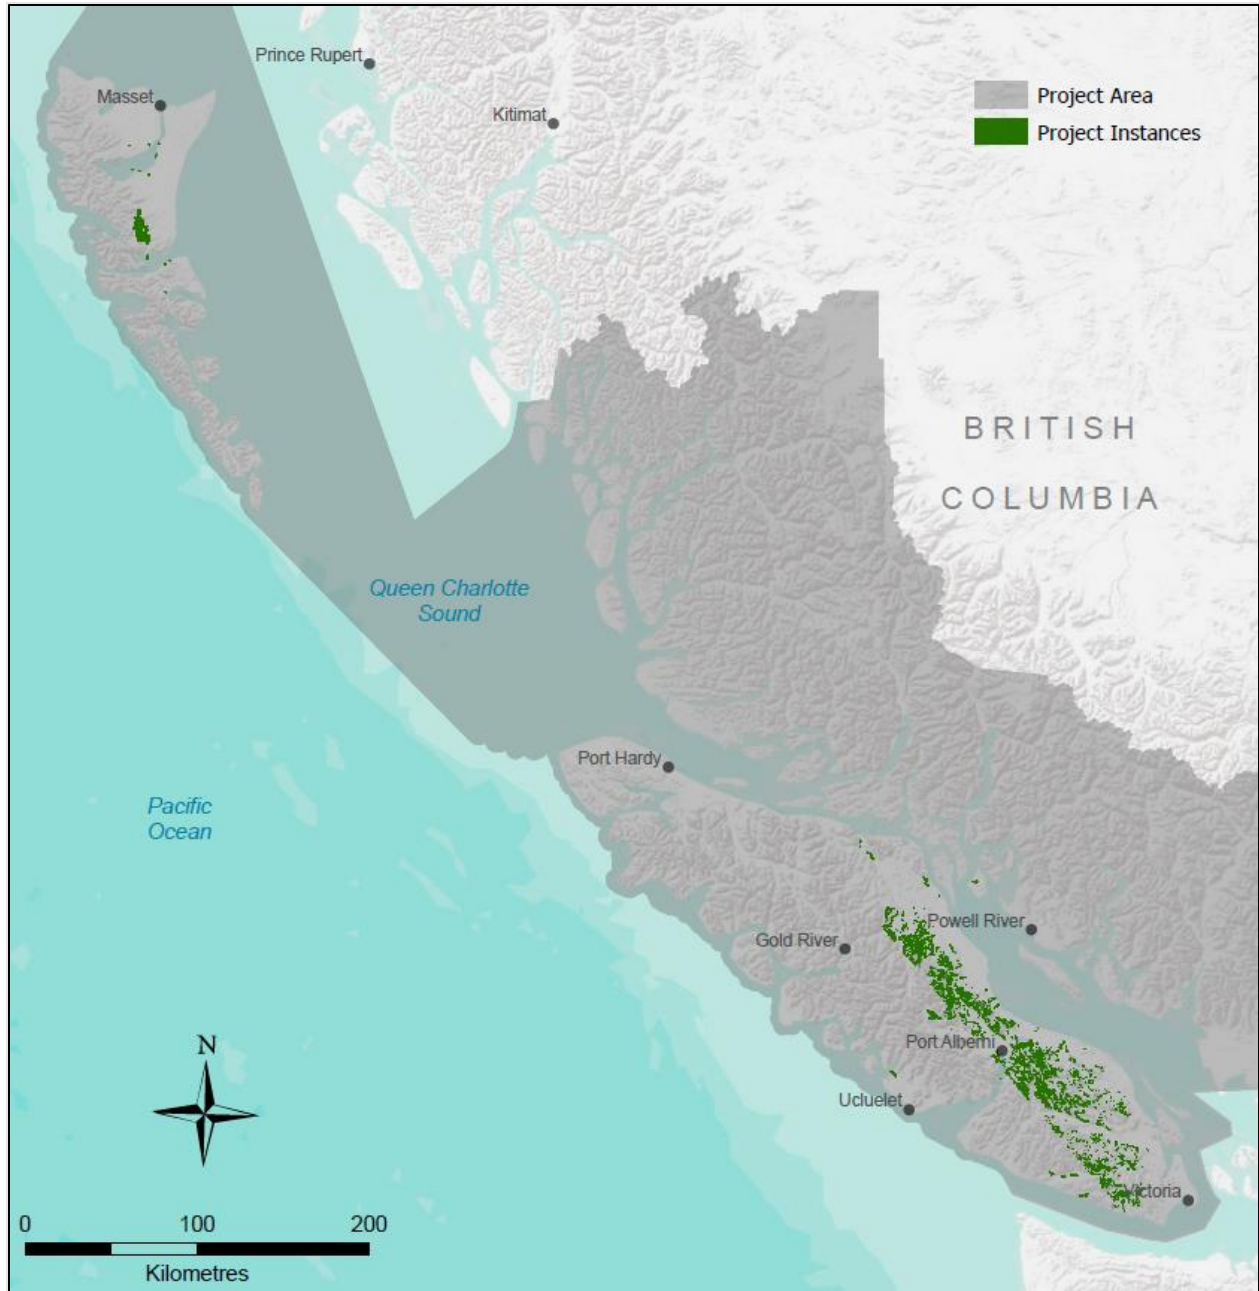 Prince Rupert
Masset
Kitimat
Project Area
Project Instances
BRITISH
COLUMBIA
Queen Charlotte
Sound
Port Hardy
Pacific
Ocean
Powell River
Gold River
Port Alberni
Ucluelet
Victoria
N
0 100 200
Kilometres